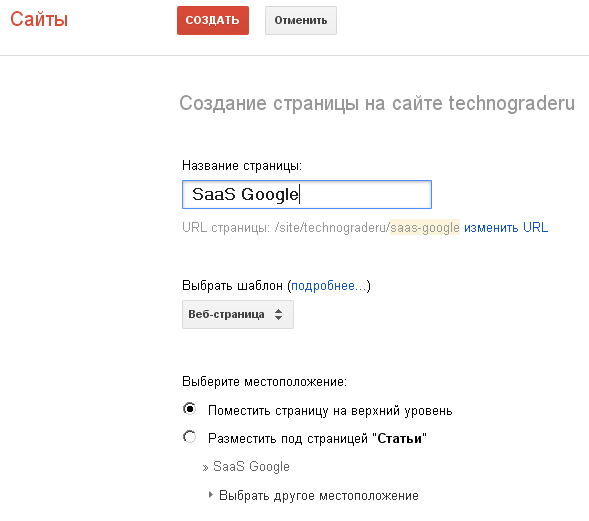 Сайты
СОЗДАТЬ Отменить
Создание страницы на сайте technograderu
Название страницы:
SaaS Google
URL страницы: /site/technograderu/saas-google изменить URL
Выбрать шаблон (подробнее...)
Веб-страница
Выберите местоположение:
Поместить страницу на верхний уровень
Разместить под страницей "Статьи"
» SaaS Google
Выбрать другое местоположение